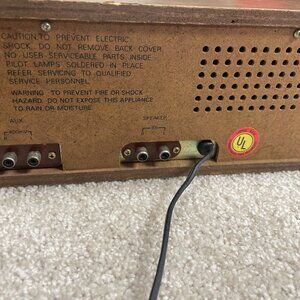 CAUTION:TO PREVENT ELECTRIC
SHOCK, DO NOT REMOVE BACK COVER.
NO USER-SERVICEABLE PARTS INSIDE
PILOT LAMPS SOLDERED IN PLACE
REFER SERVICING TO QUALIFIED
SERVICE PERSONNEL.
WARNING: TO PREVENT FIRE OR SHOCK
HAZARD, DO NOT EXPOSE THIS APPLIANCE
TO RAIN OR MOISTURE.
AUX.
SPEAKER
UL